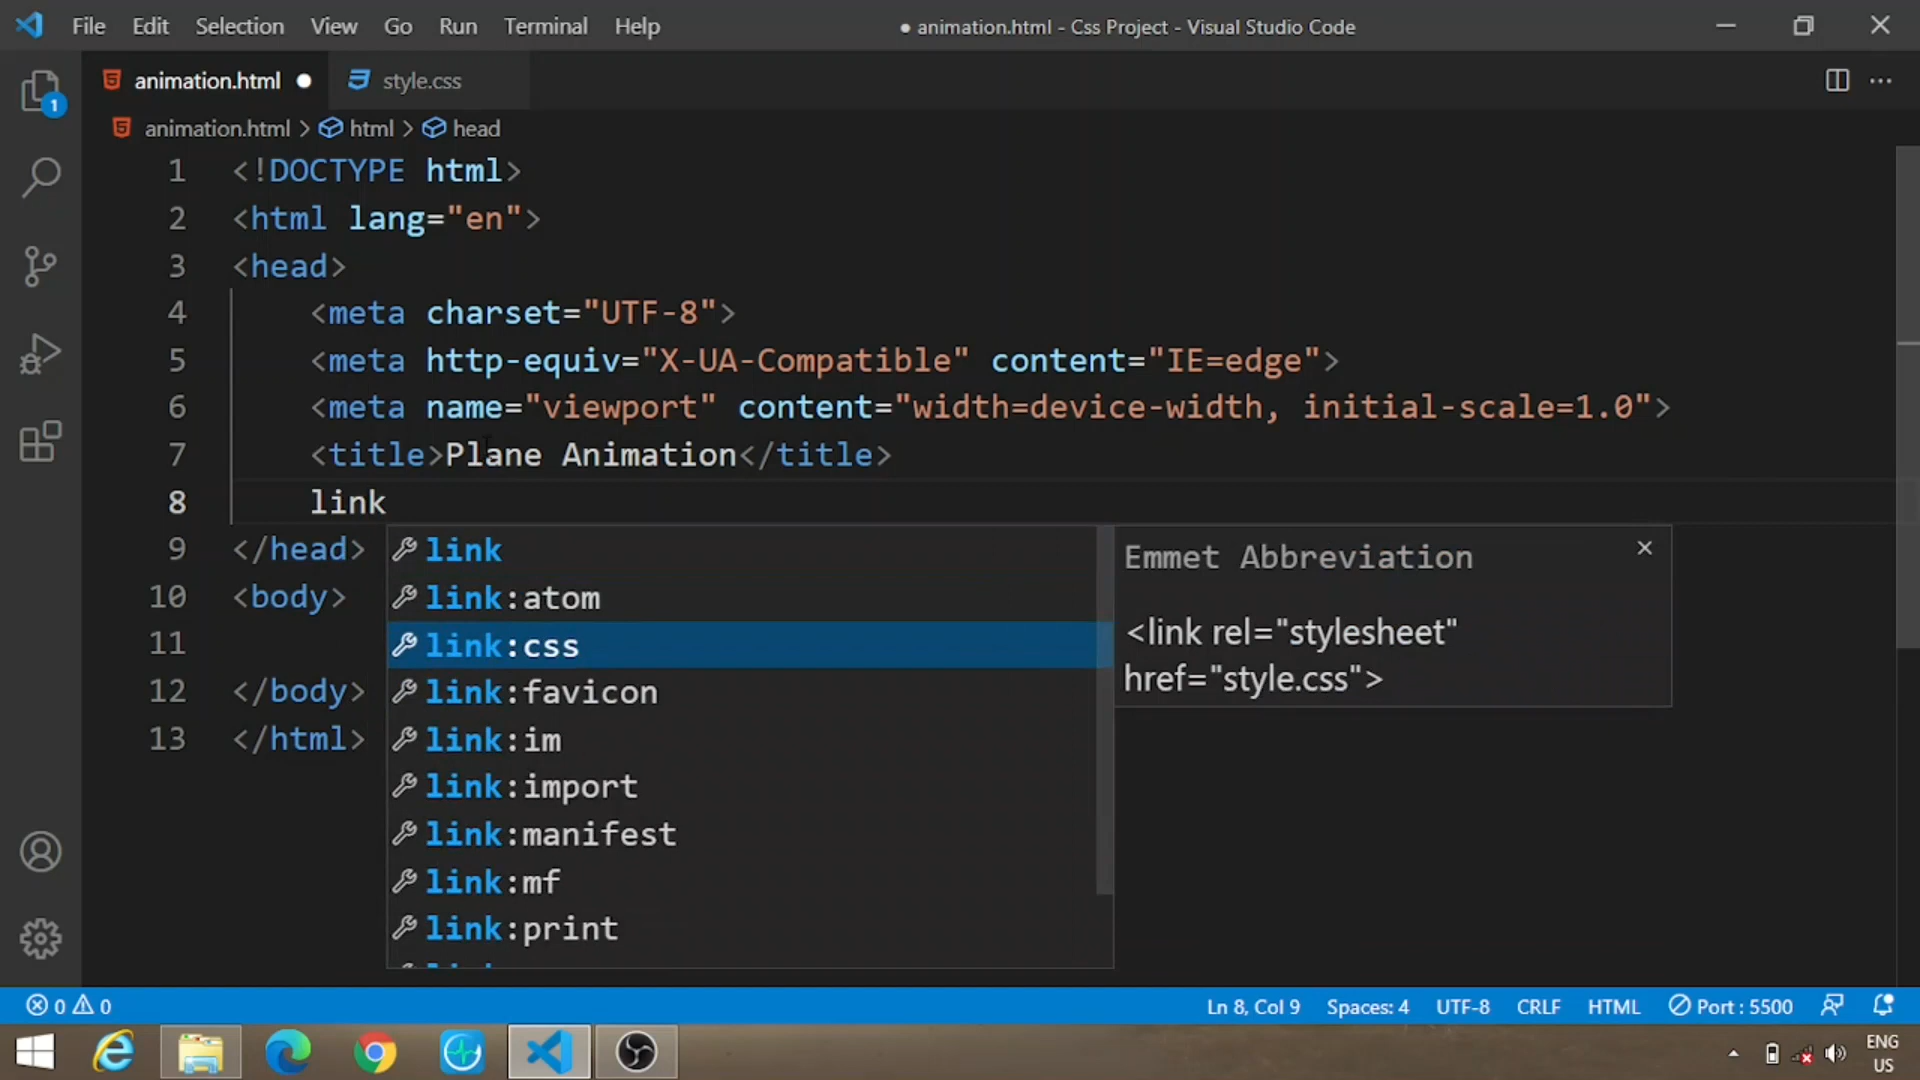 File Edit Selection View Go Run Terminal Help ● animation.html - Css Project - Visual Studio Code
animation.html ● style.css
animation.html > html > head
1 <!DOCTYPE html>
2 <html lang="en">
3 <head>
4 <meta charset="UTF-8">
5 <meta http-equiv="X-UA-Compatible" content="IE=edge">
6 <meta name="viewport" content="width=device-width, initial-scale=1.0">
7 <title>Plane Animation</title>
8 link
9 </head>
10 <body>
11
12 </body>
13 </html>
link
link:atom
link:css
link:favicon
link:im
link:import
link:manifest
link:mf
link:print
Emmet Abbreviation
<link rel="stylesheet"
href="style.css">
1
0 0 Ln 8, Col 9 Spaces: 4 UTF-8 CRLF HTML Port : 5500
ENG
US